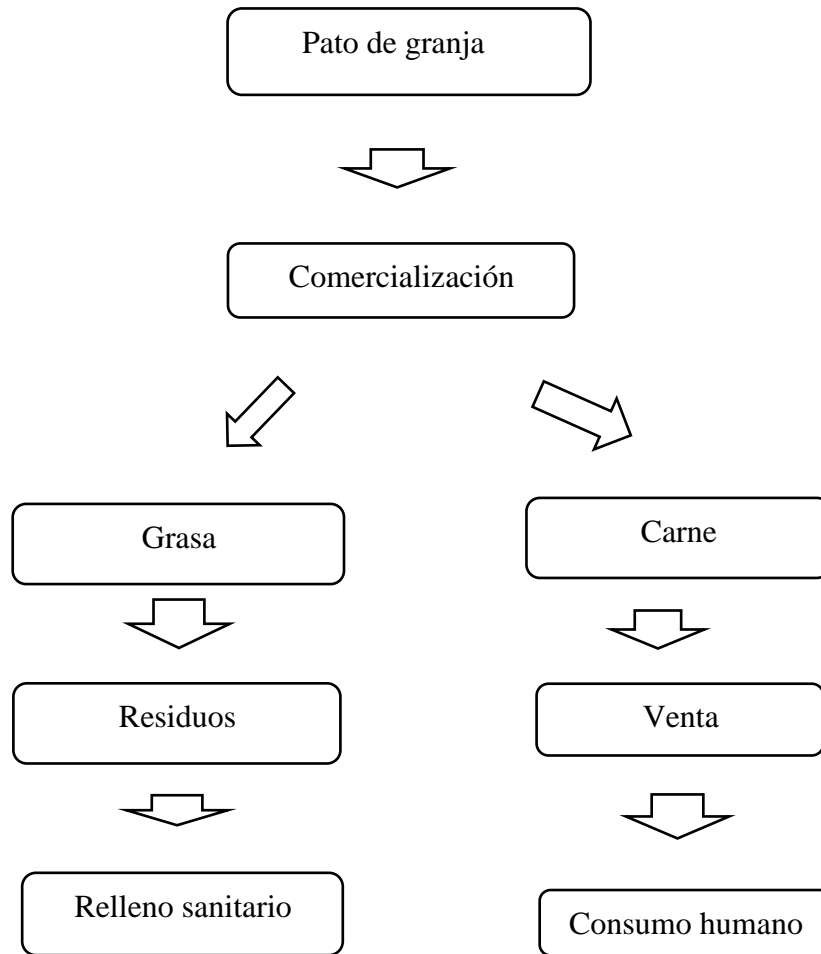 Pato de granja
Comercialización
Grasa
Carne
Residuos
Venta
Relleno sanitario
Consumo humano